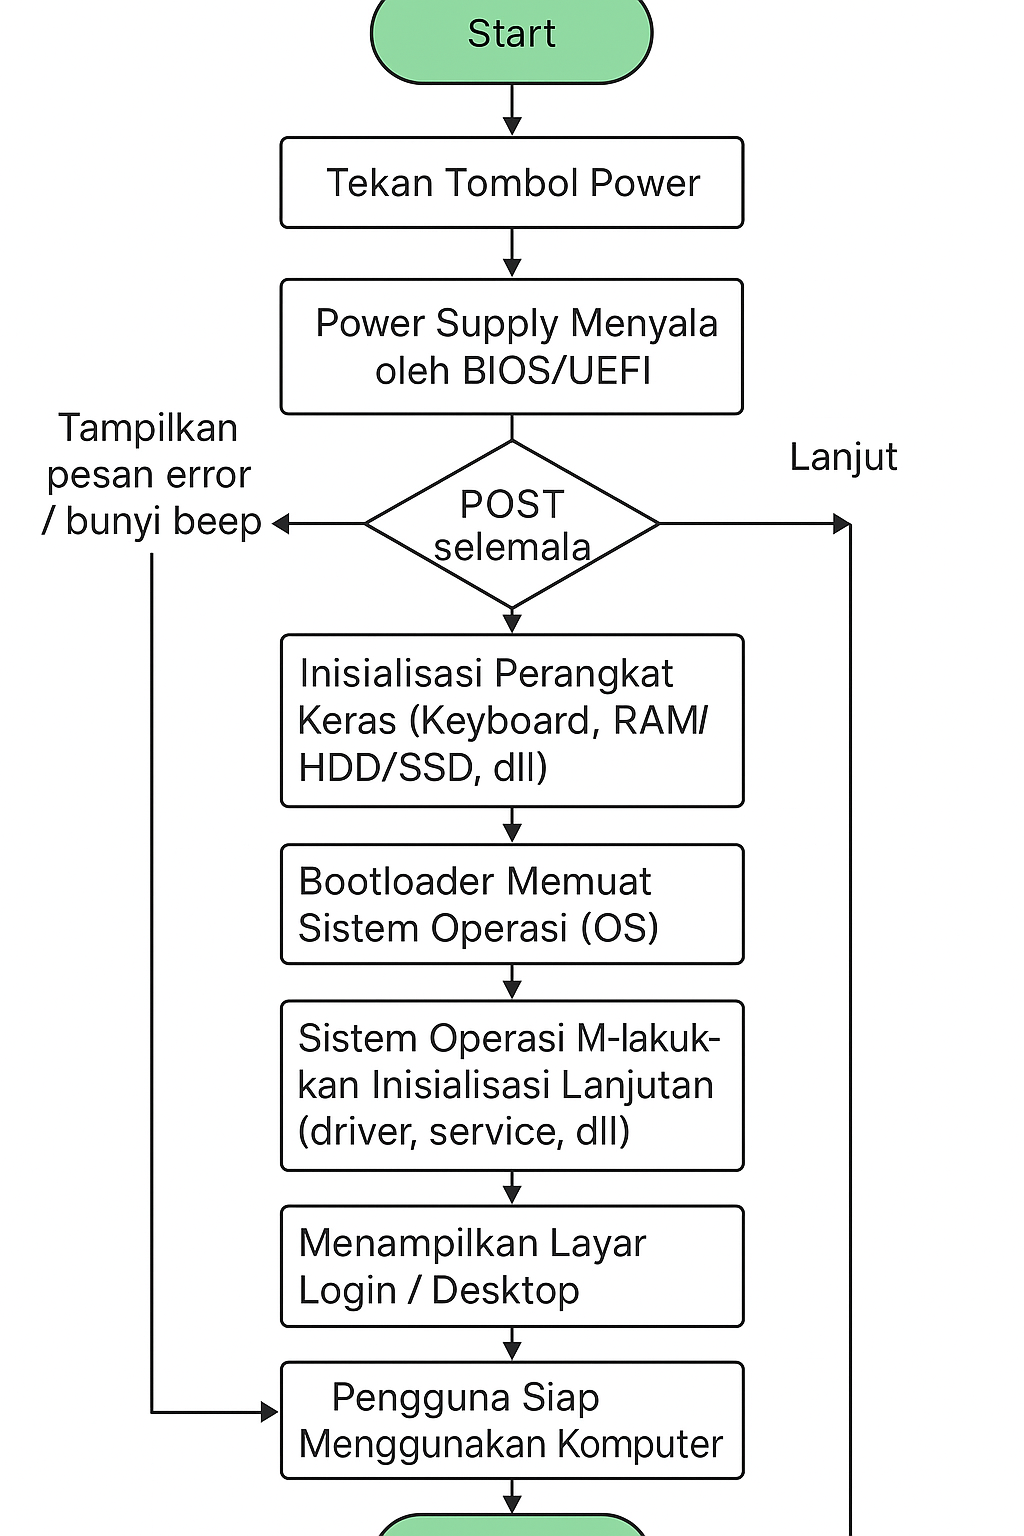 Start
Tekan Tombol Power
Power Supply Menyala
oleh BIOS/UEFI
Tampilkan
pesan error
/ bunyi beep
Lanjut
POST
selemala
Inisialisasi Perangkat
Keras (Keyboard, RAM/
HDD/SSD, dll)
Bootloader Memuat
Sistem Operasi (OS)
Sistem Operasi M-lakuk-
kan Inisialisasi Lanjutan
(driver, service, dll)
Menampilkan Layar
Login / Desktop
Pengguna Siap
Menggunakan Komputer